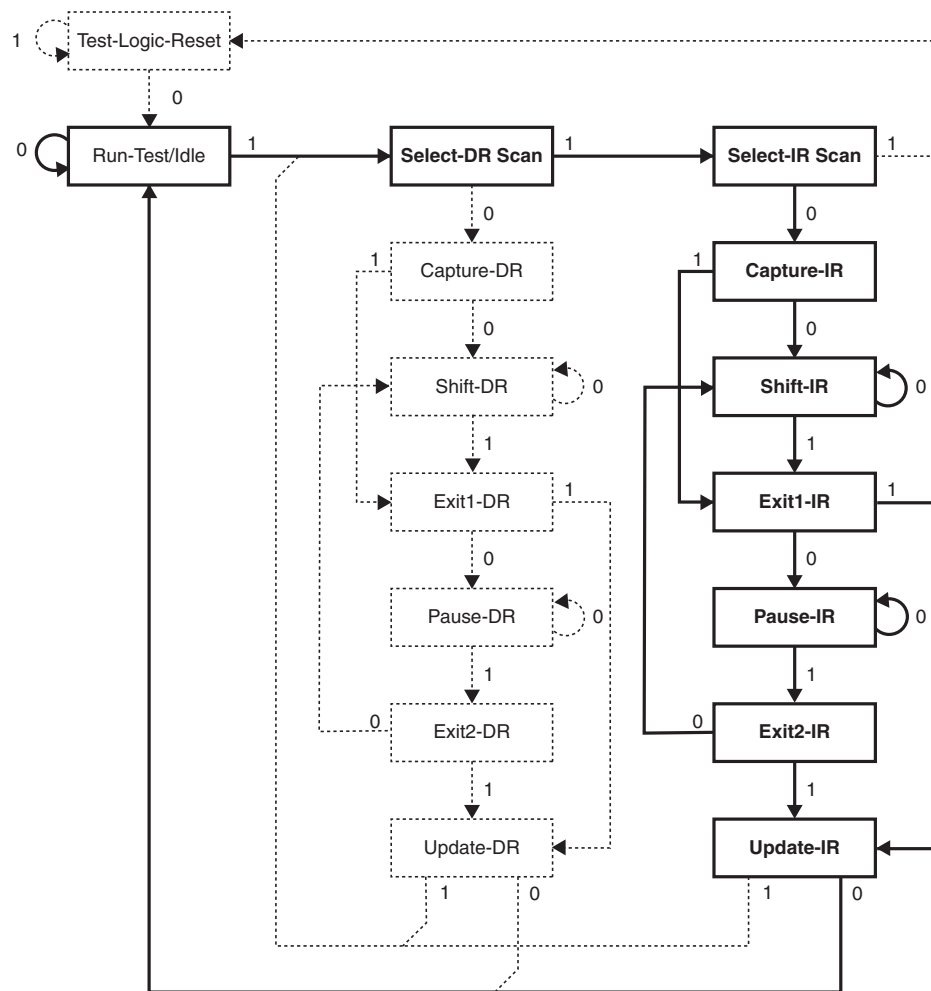 1
Test-Logic-Reset
0
0
Run-Test/Idle
1
Select-DR Scan
1
Select-IR Scan
1
0
0
1
Capture-DR
1
Capture-IR
0
0
Shift-DR
0
Shift-IR
0
1
1
Exit1-DR
1
Exit1-IR
1
0
0
Pause-DR
0
Pause-IR
0
1
1
0
Exit2-DR
0
Exit2-IR
1
1
Update-DR
Update-IR
1
0
1
0